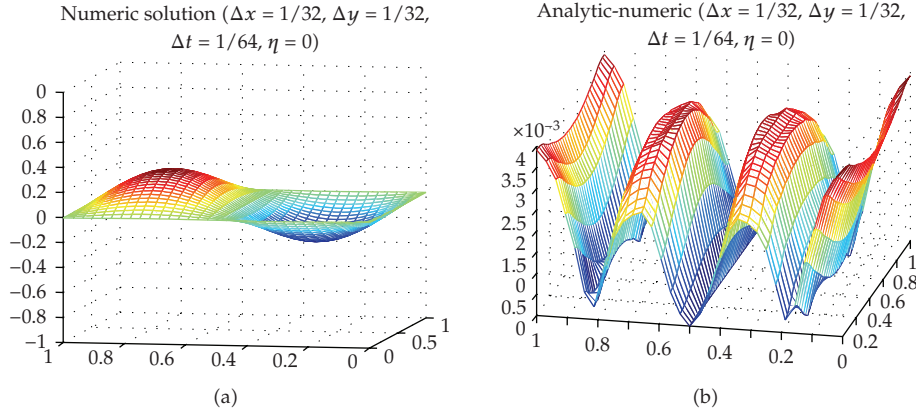 Numeric solution (Δx = 1/32, Δy = 1/32,
Δt = 1/64, η = 0)
0
0.8
0.6
0.4
0.2
0
−0.2
−0.4
−0.6
−0.8
−1
1 0.8 0.6 0.4 0.2 0
0 0.5 1
(a)
Analytic-numeric (Δx = 1/32, Δy = 1/32,
Δt = 1/64, η = 0)
×10⁻³
4
3.5
3
2.5
2
1.5
0
0.5
0
1 0.8 0.6 0.4 0.2 0
0.2 0.4 0.6 0.8 1
(b)